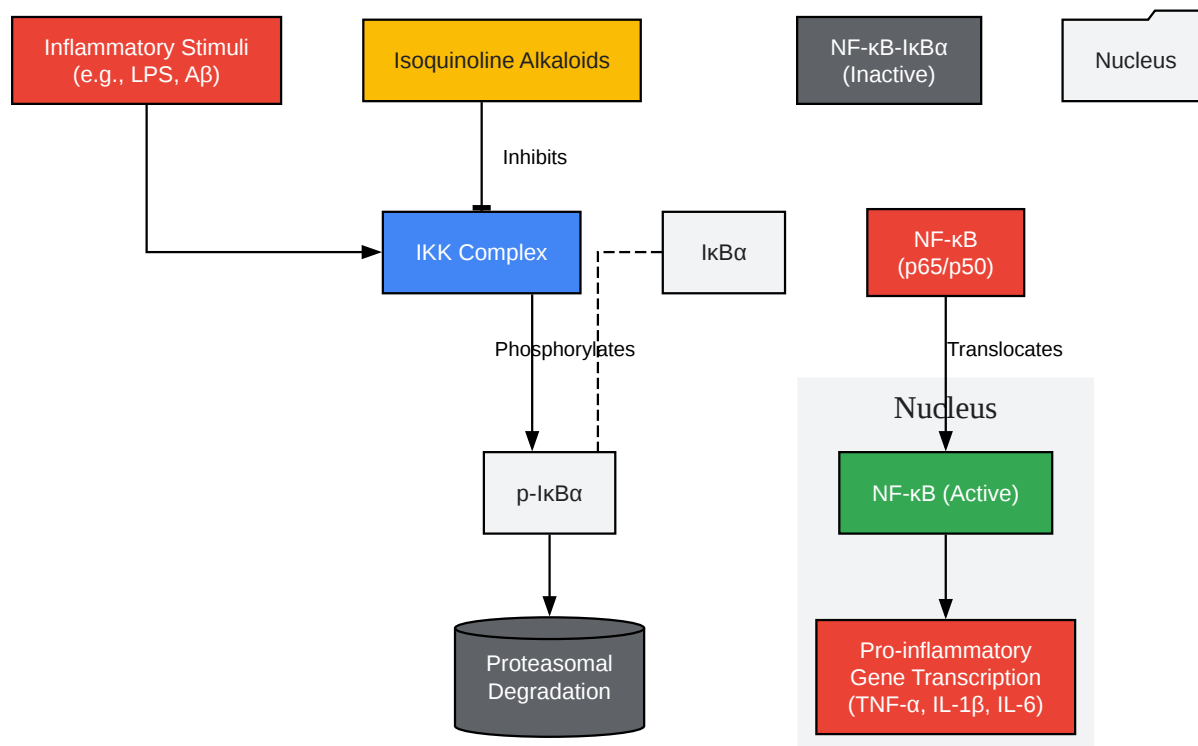 Inflammatory Stimuli
(e.g., LPS, Aβ)
Isoquinoline Alkaloids
NF-κB-IκBα
(Inactive)
Nucleus
Inhibits
IKK Complex
IκBα
NF-κB
(p65/p50)
Phosphorylates
Translocates
Nucleus
p-IκBα
NF-κB (Active)
Proteasomal
Degradation
Pro-inflammatory
Gene Transcription
(TNF-α, IL-1β, IL-6)